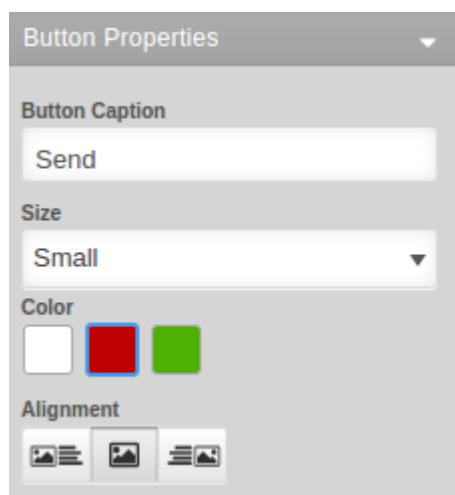 Button Properties
Button Caption
Send
Size
Small
Color
Alignment